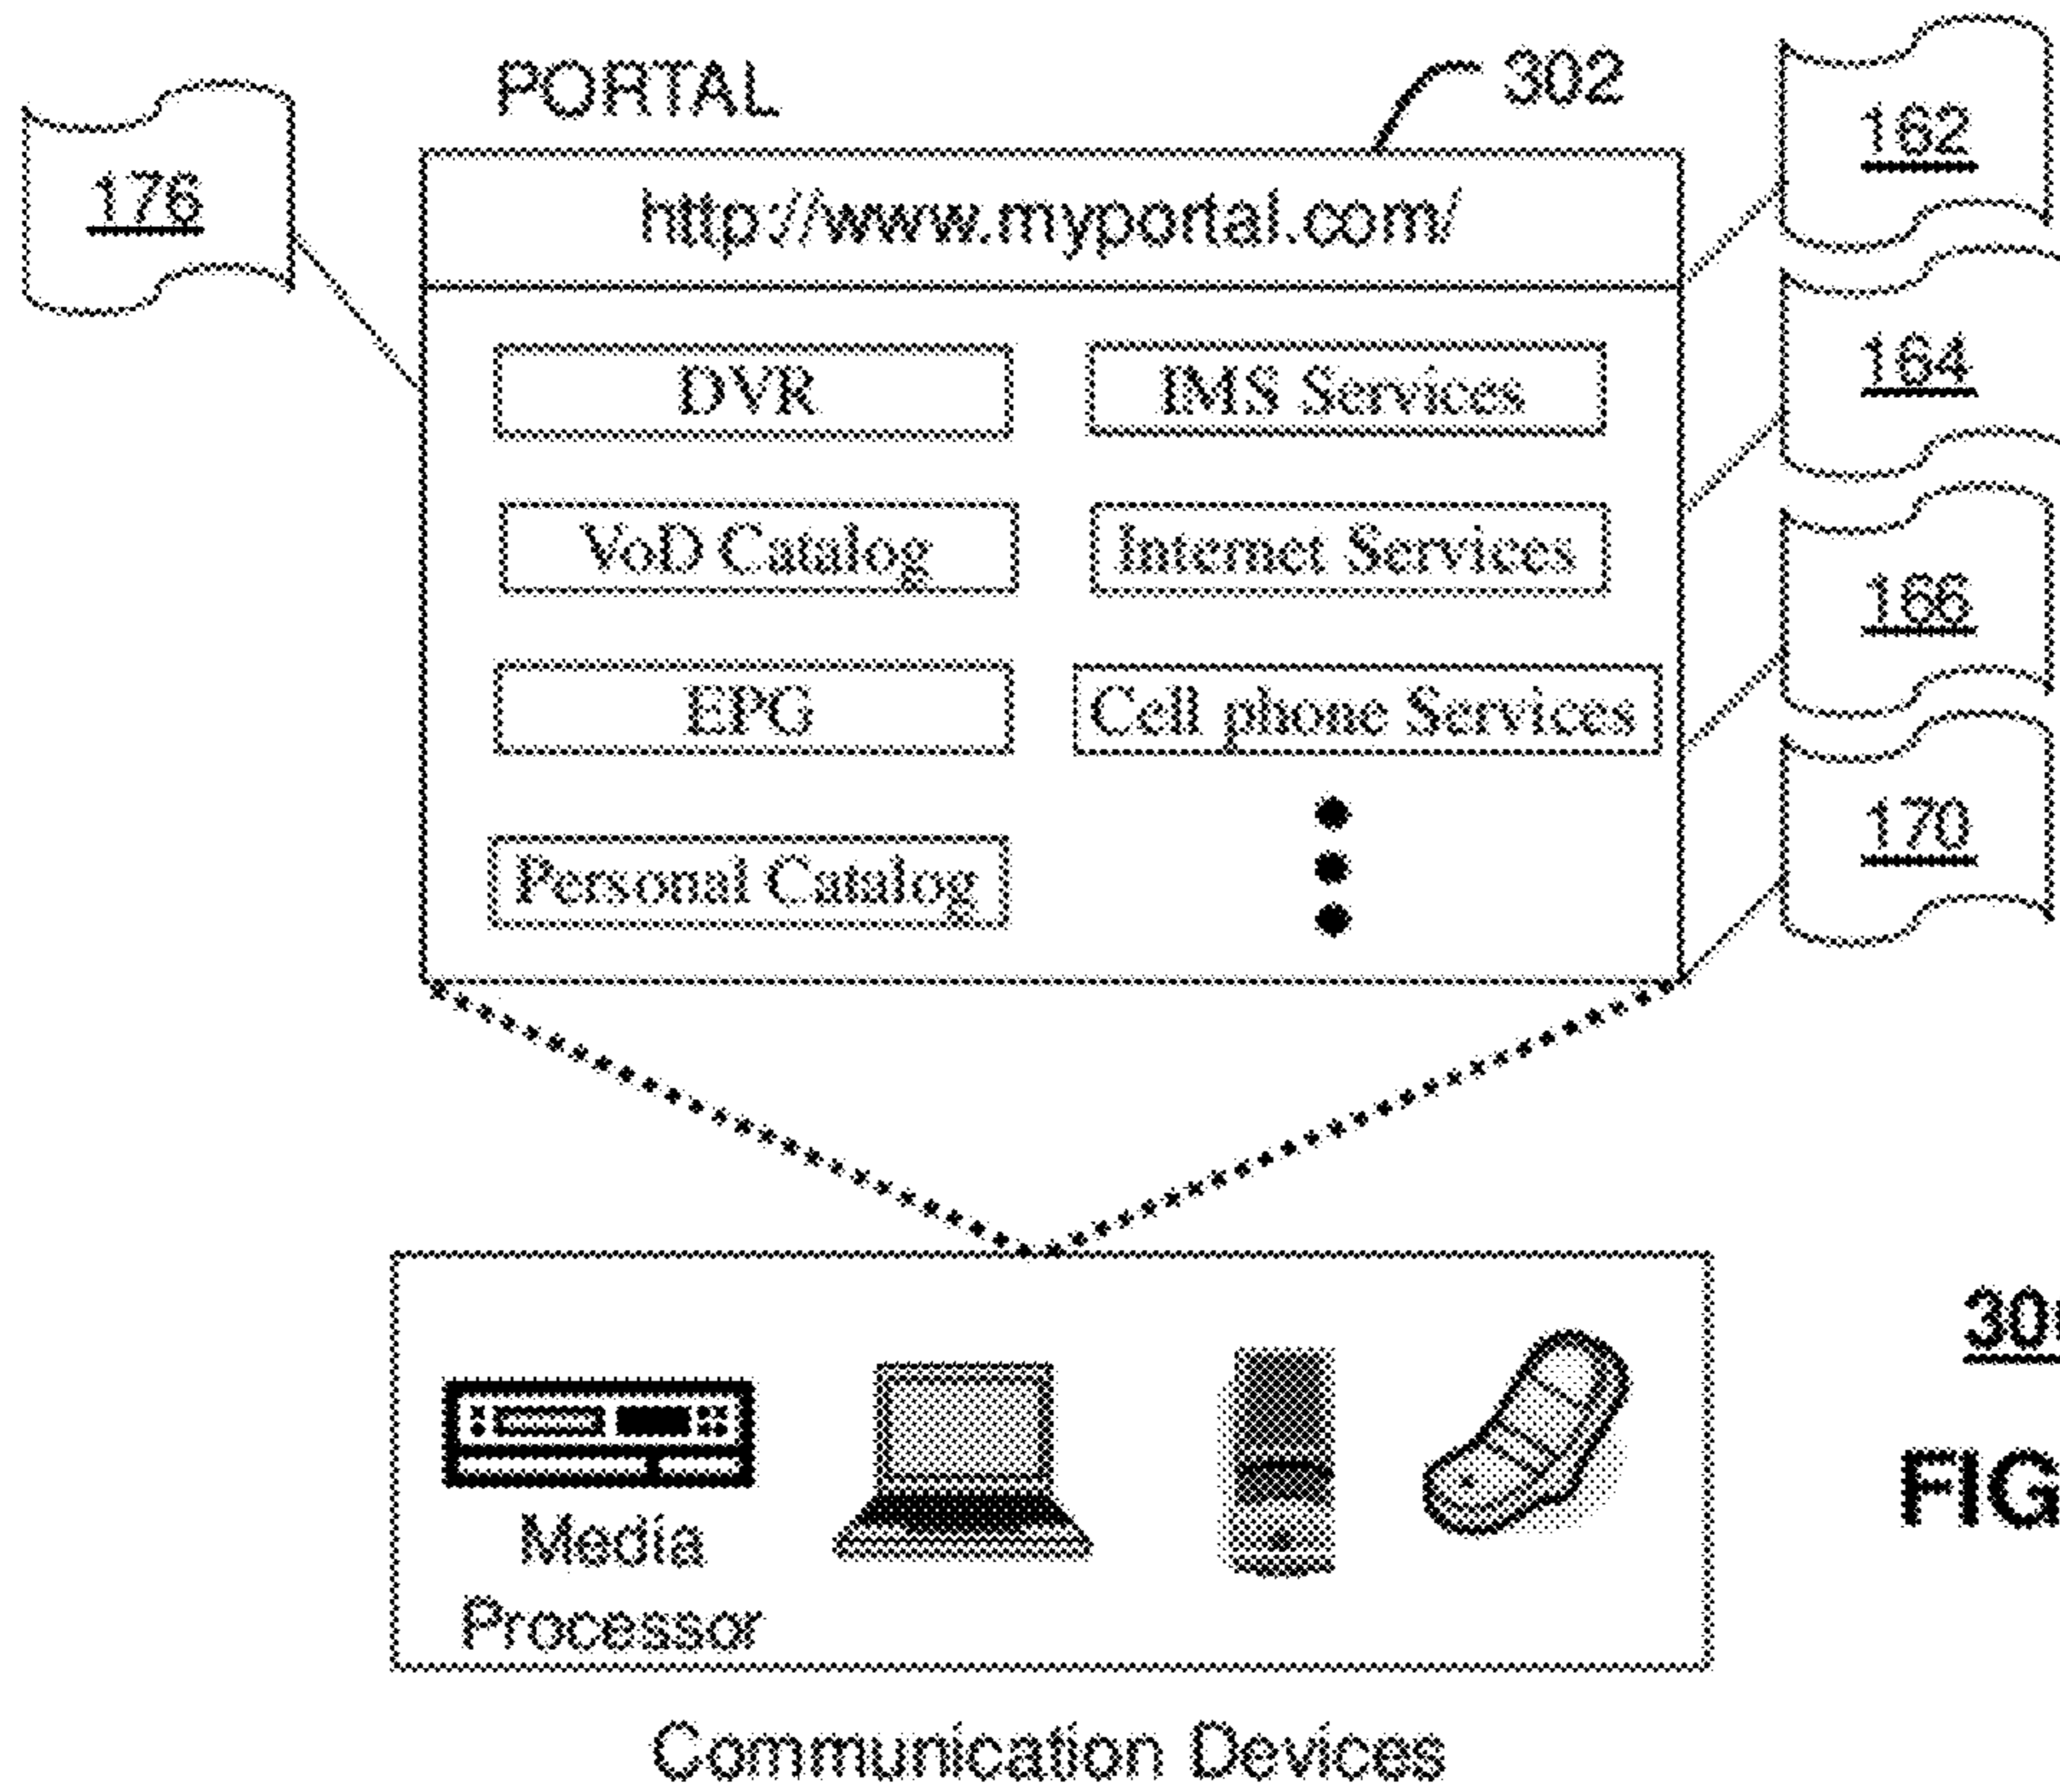 PORTAL
302
162
176
http://www.myportal.com/
164
DVR
IMS Services
VoD Catalog
Internet Services
166
EPG
Cell phone Services
170
Personal Catalog
Media
Processor
FIG
Communication Devices